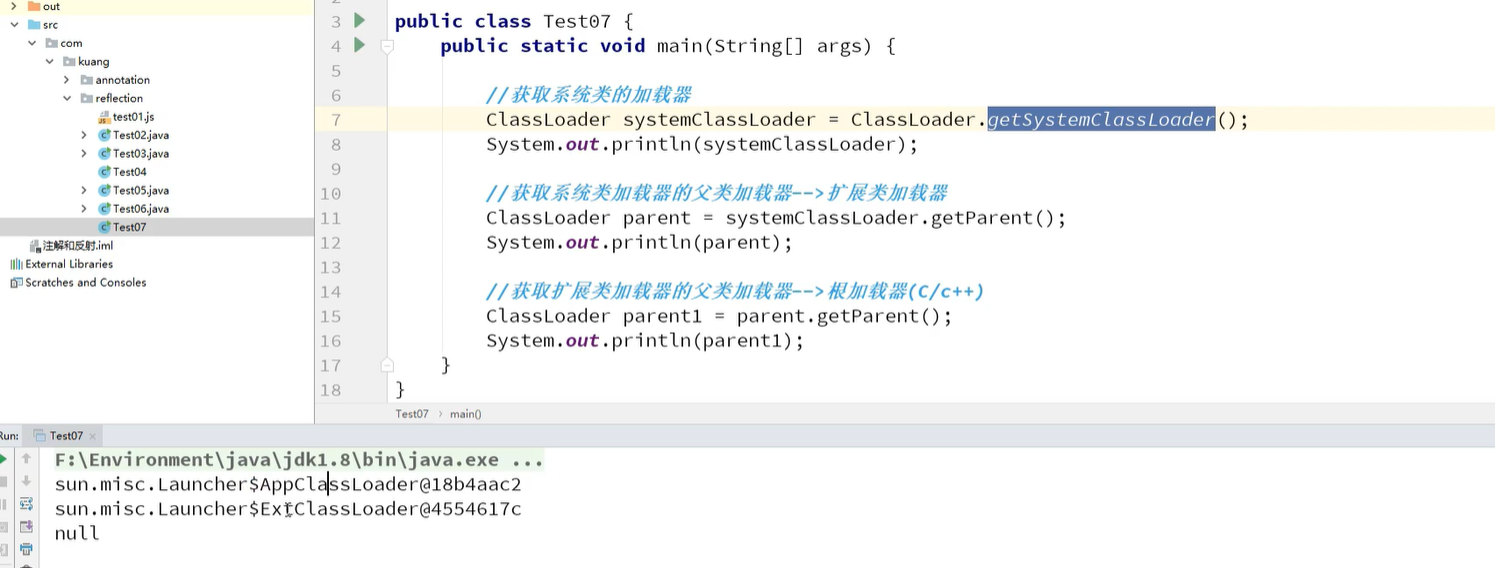 out
src
com
kuang
annotation
reflection
test01.js
Test02.java
Test03.java
Test04
Test05.java
Test06.java
Test07
注解和反射.iml
External Libraries
Scratches and Consoles
3 public class Test07 {
4 public static void main(String[] args) {
5
6 //获取系统类的加载器
7 ClassLoader systemClassLoader = ClassLoader.getSystemClassLoader();
8 System.out.println(systemClassLoader);
9
10 //获取系统类加载器的父类加载器-->扩展类加载器
11 ClassLoader parent = systemClassLoader.getParent();
12 System.out.println(parent);
13
14 //获取扩展类加载器的父类加载器-->根加载器(C/c++)
15 ClassLoader parent1 = parent.getParent();
16 System.out.println(parent1);
17 }
18 }
Test07 › main()
Run: Test07 ×
F:\Environment\java\jdk1.8\bin\java.exe ...
sun.misc.Launcher$AppClassLoader@18b4aac2
sun.misc.Launcher$ExtClassLoader@4554617c
null